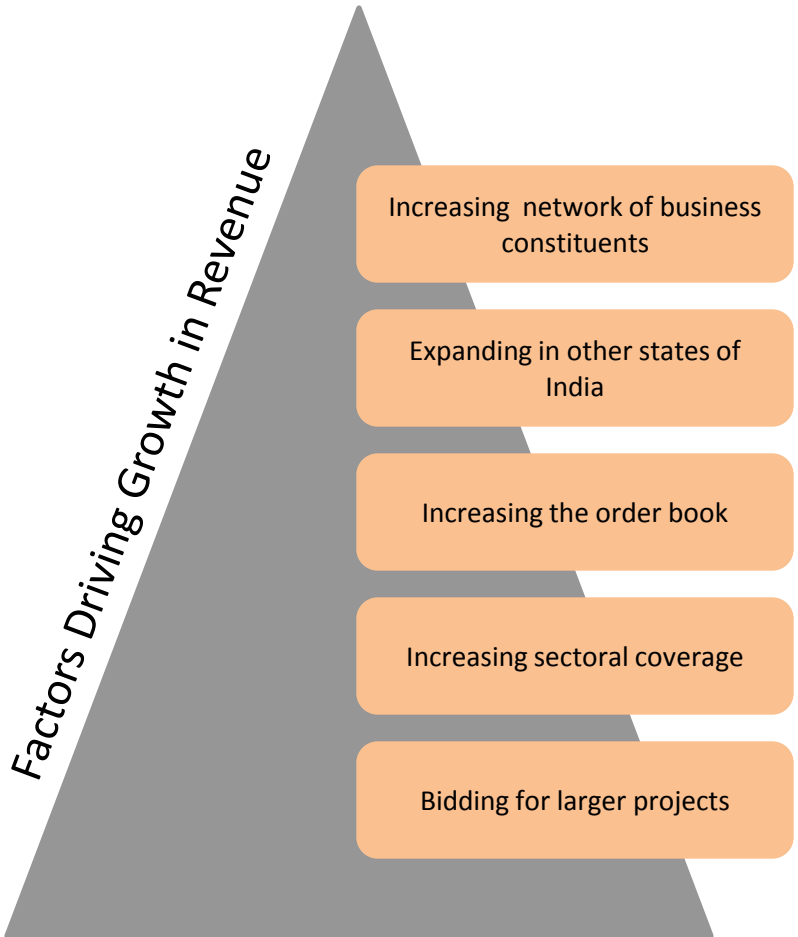 Factors Driving Growth in Revenue
Increasing  network of business
constituents
Expanding in other states of
India
Increasing the order book
Increasing sectoral coverage
Bidding for larger projects